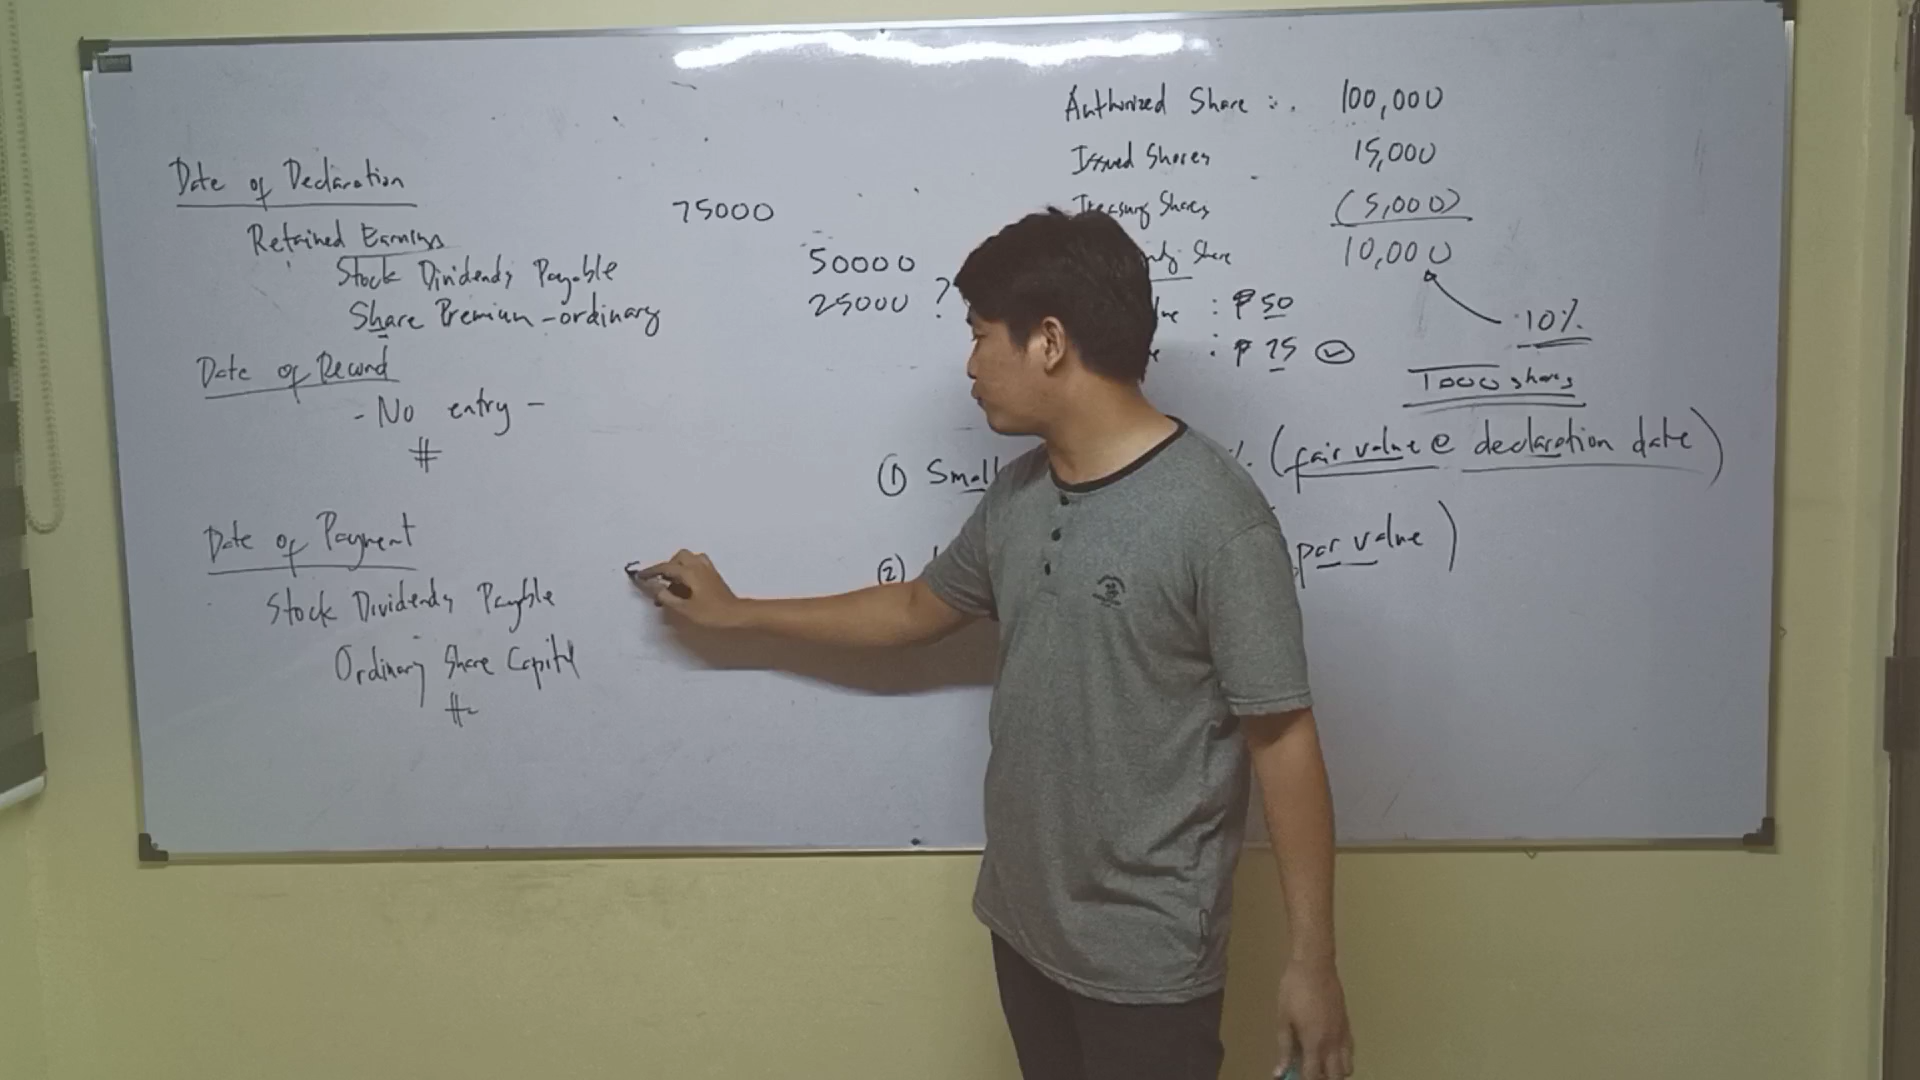 Date of Declaration
Retained Earnings 75000
Stock Dividends Payable 50000
Share Premium - ordinary 25000 ?
Date of Record
- No entry -
#
Date of Payment
Stock Dividends Payable 5
Ordinary Share Capital
#
Authorized Share : 100,000
Issued Shares 15,000
Treasury Shares (5,000)
Share 10,000
: ₱ 50
: ₱ 75
10%
1000 shares
① Small % (fair value @ declaration date)
② par value )